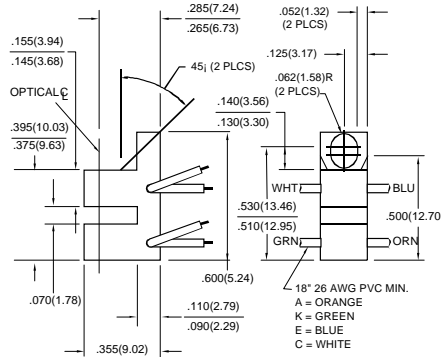 .285(7.24)
.265(6.73)
.052(1.32)
(2 PLCS)
.155(3.94)
.145(3.68)
45¡ (2 PLCS)
.125(3.17)
.062(1.58)R
(2 PLCS)
OPTICAL C L
.140(3.56)
.130(3.30)
.395(10.03)
.375(9.63)
WHT
BLU
.530(13.46)
.510(12.95)
.500(12.70
GRN
ORN
.600(5.24)
.070(1.78)
.110(2.79)
.090(2.29)
18" 26 AWG PVC MIN.
A = ORANGE
K = GREEN
E = BLUE
C = WHITE
.355(9.02)